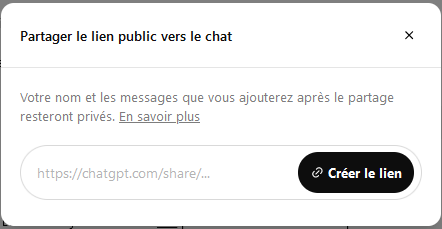 Partager le lien public vers le chat
Votre nom et les messages que vous ajouterez après le partage
resteront privés. En savoir plus
https://chatgpt.com/share/...
Créer le lien